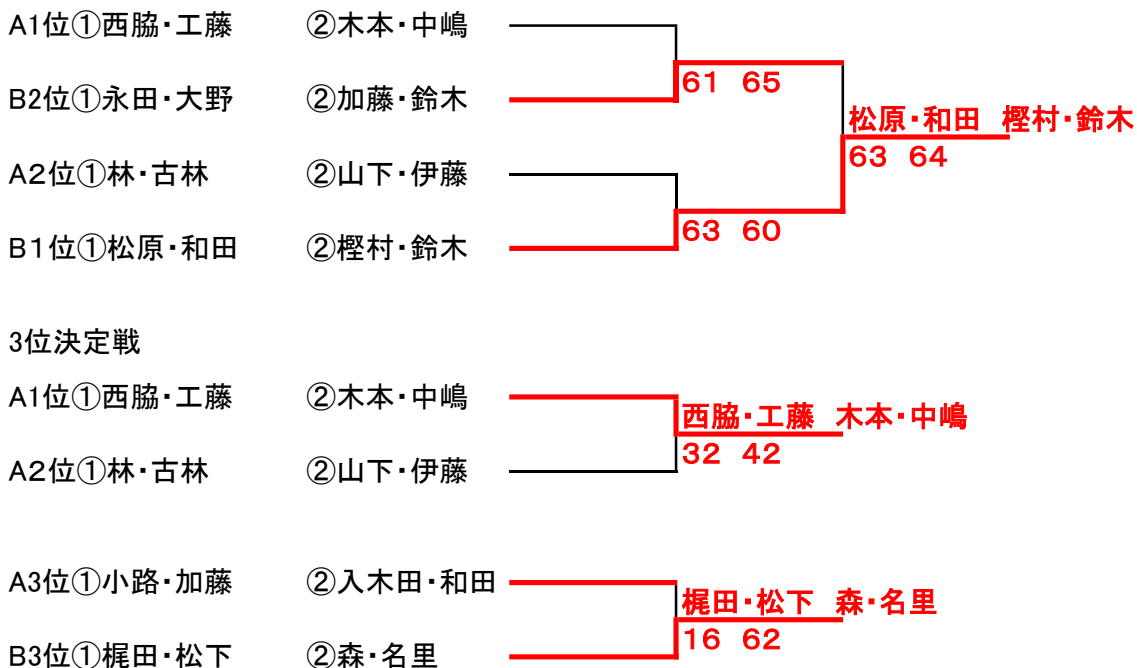 A1位①西脇・工藤 ②木本・中嶋
61 65
B2位①永田・大野 ②加藤・鈴木
松原・和田 樫村・鈴木
63 64
A2位①林・古林 ②山下・伊藤
63 60
B1位①松原・和田 ②樫村・鈴木
3位決定戦
A1位①西脇・工藤 ②木本・中嶋
西脇・工藤 木本・中嶋
32 42
A2位①林・古林 ②山下・伊藤
A3位①小路・加藤 ②入木田・和田
梶田・松下 森・名里
16 62
B3位①梶田・松下 ②森・名里